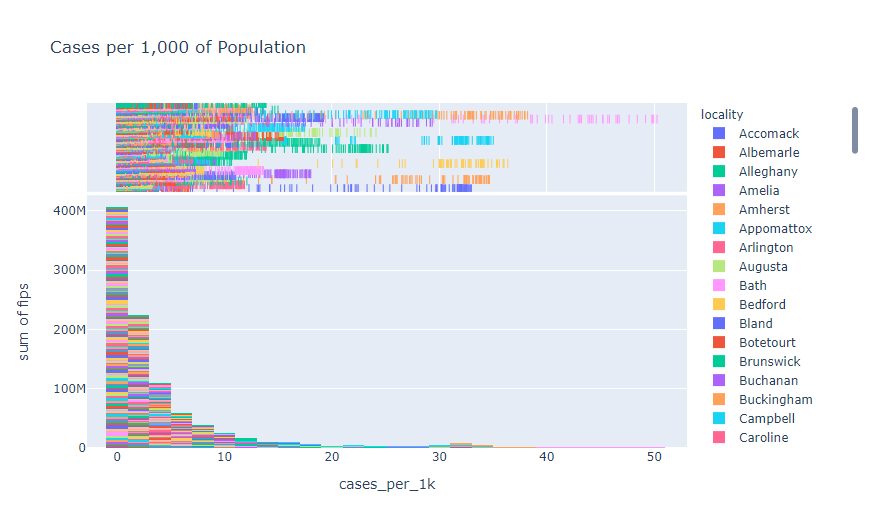 Cases per 1,000 of Population
locality
Accomack
Albemarle
Alleghany
Amelia
Amherst
Appomattox
Arlington
Augusta
Bath
Bedford
Bland
Botetourt
Brunswick
Buchanan
Buckingham
Campbell
Caroline
400M
300M
200M
100M
0
sum of fips
0 10 20 30 40 50
cases_per_1k